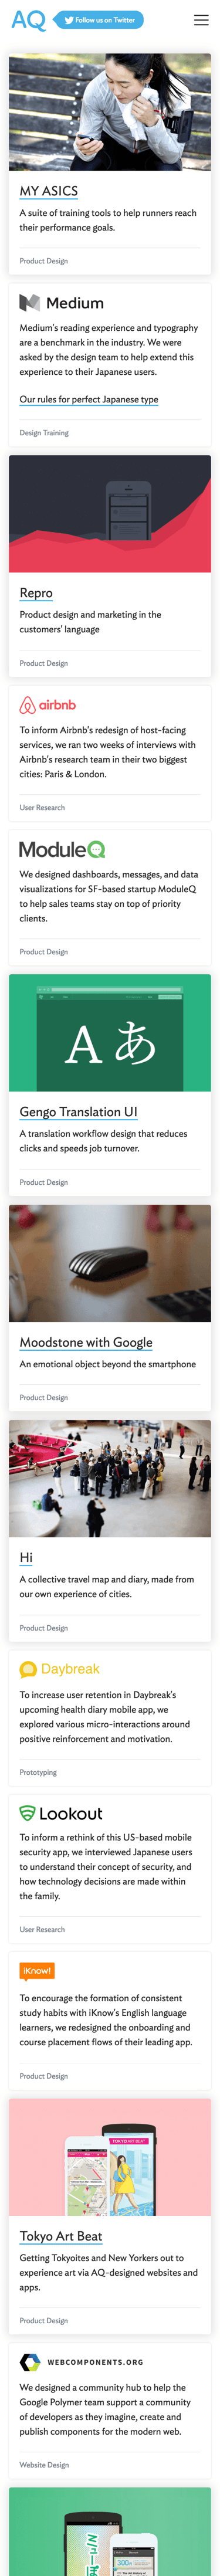 AQ
Follow us on Twitter
MY ASICS
A suite of training tools to help runners reach
their performance goals.
Product Design
Medium
Medium's reading experience and typography
are a benchmark in the industry. We were
asked by the design team to help extend this
experience to their Japanese users.
Our rules for perfect Japanese type
Design Training
Repro
Product design and marketing in the
customers' language
Product Design
airbnb
To inform Airbnb's redesign of host-facing
services, we ran two weeks of interviews with
Airbnb's research team in their two biggest
cities: Paris & London.
User Research
ModuleQ
We designed dashboards, messages, and data
visualizations for SF-based startup ModuleQ
to help sales teams stay on top of priority
clients.
Product Design
A あ
Gengo Translation UI
A translation workflow design that reduces
clicks and speeds job turnover.
Product Design
Moodstone with Google
An emotional object beyond the smartphone
Product Design
Hi
A collective travel map and diary, made from
our own experience of cities.
Product Design
Daybreak
To increase user retention in Daybreak's
upcoming health diary mobile app, we
explored various micro-interactions around
positive reinforcement and motivation.
Prototyping
Lookout
To inform a rethink of this US-based mobile
security app, we interviewed Japanese users
to understand their concept of security, and
how technology decisions are made within
the family.
User Research
iKnow!
To encourage the formation of consistent
study habits with iKnow's English language
learners, we redesigned the onboarding and
course placement flows of their leading app.
Product Design
TOKYO ART BEAT
Tokyo Art Beat
Getting Tokyoites and New Yorkers out to
experience art via AQ-designed websites and
apps.
Product Design
WEBCOMPONENTS.ORG
We designed a community hub to help the
Google Polymer team support a community
of developers as they imagine, create and
publish components for the modern web.
Website Design